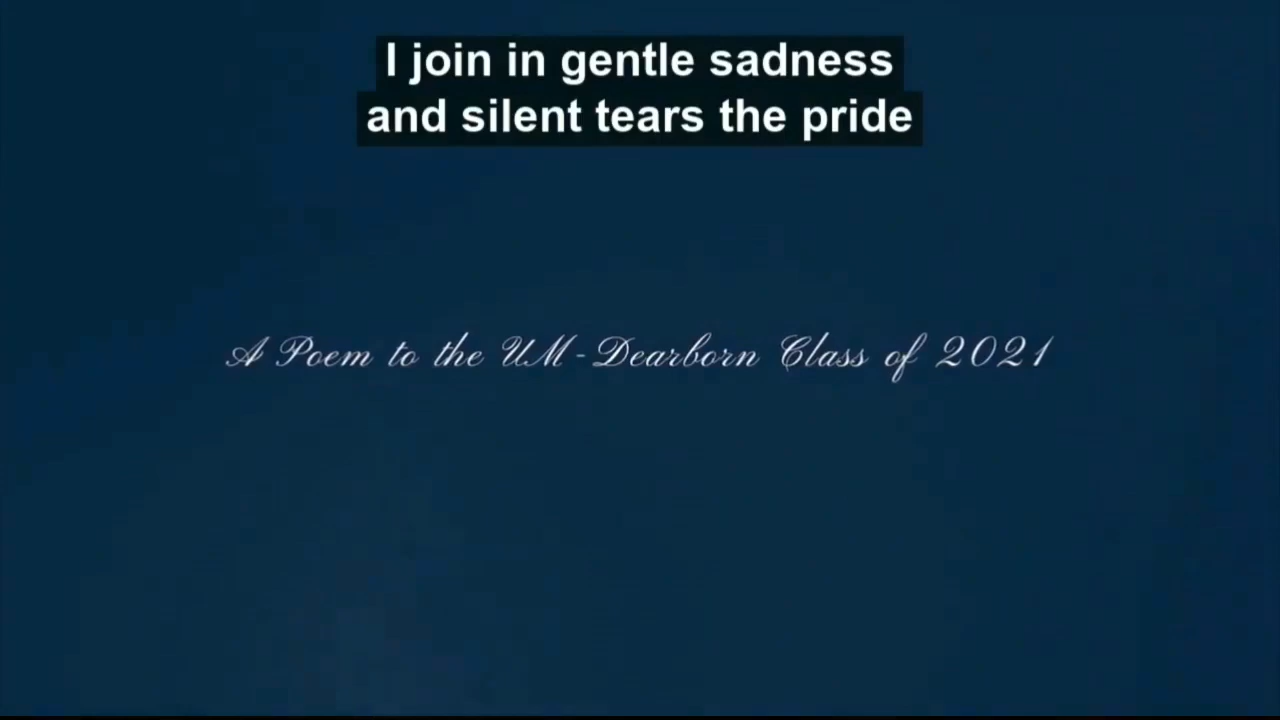 I join in gentle sadness
and silent tears the pride
A Poem to the UM-Dearborn Class of 2021